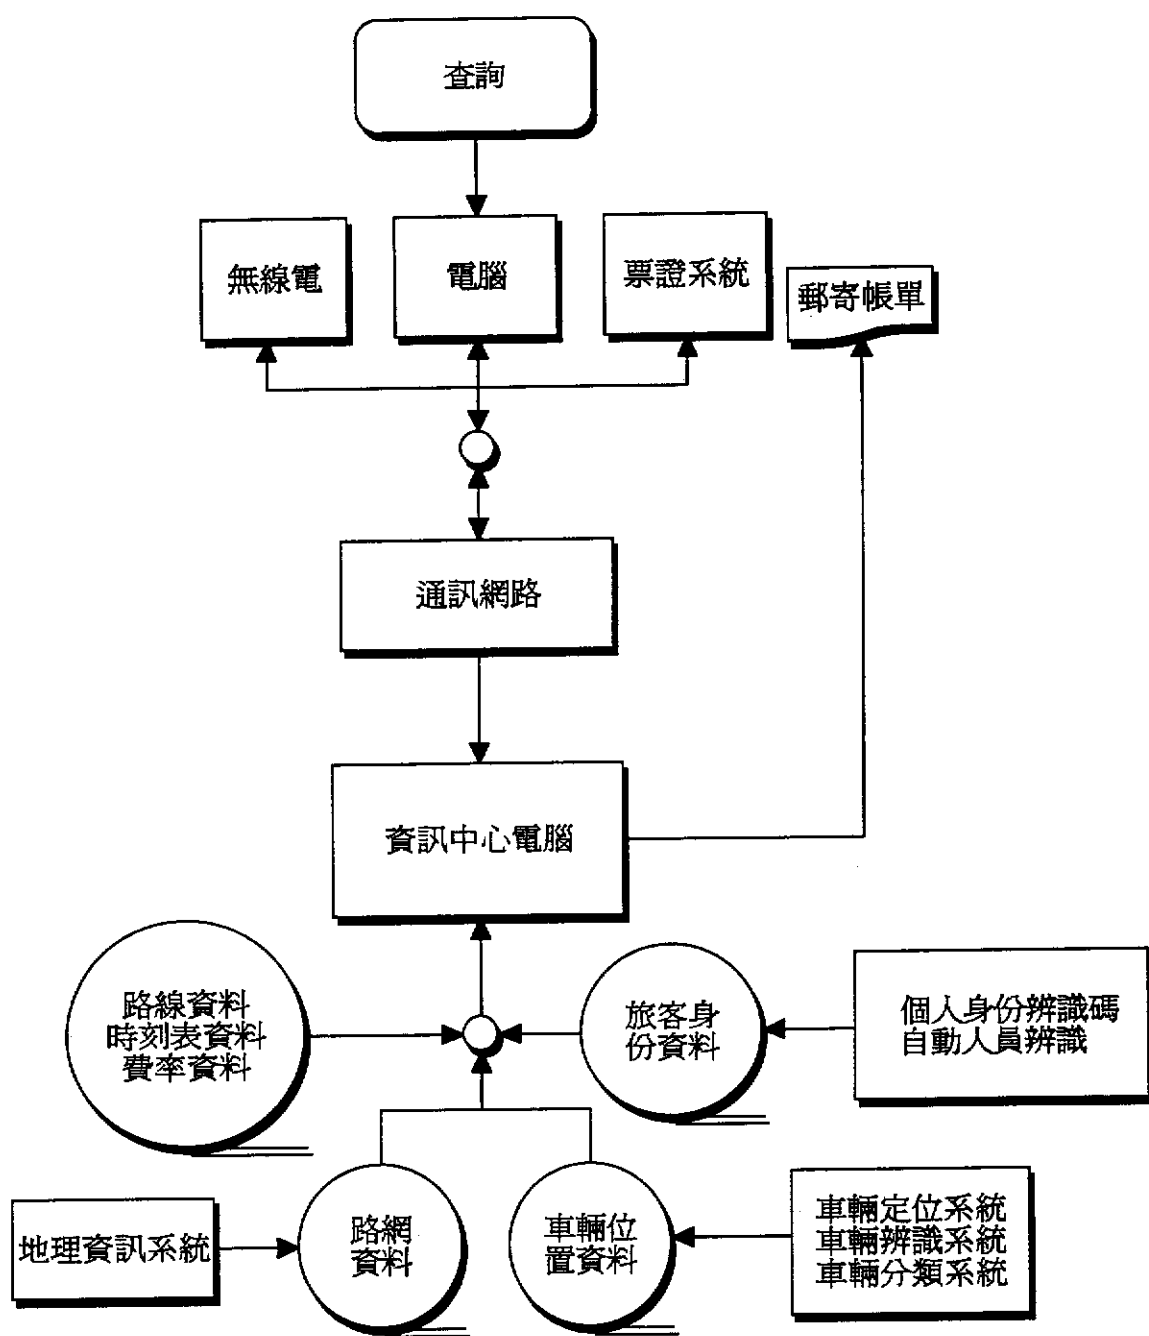 查詢
無線電
電腦
票證系統
郵寄帳單
通訊網路
資訊中心電腦
路線資料
時刻表資料
費率資料
旅客身
份資料
個人身份辨識碼
自動人員辨識
地理資訊系統
路網
資料
車輛位
置資料
車輛定位系統
車輛辨識系統
車輛分類系統